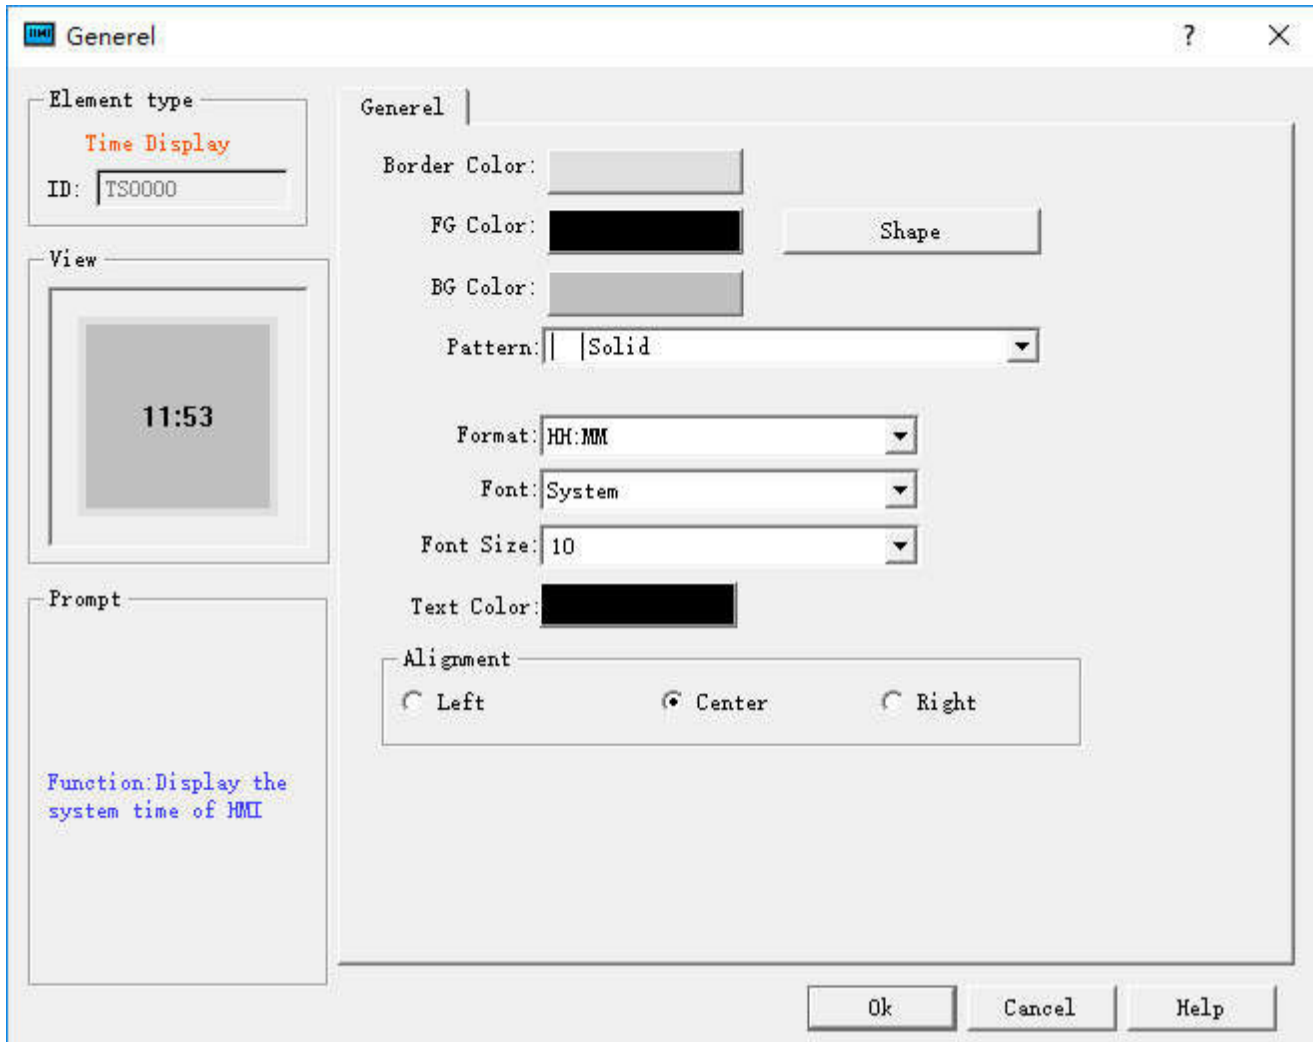 Generel
Element type
Time Display
ID: TS0000
View
11:53
Prompt
Function:Display the
system time of HMI
Generel
Border Color:
FG Color:
Shape
BG Color:
Pattern: Solid
Format: HH:MM
Font: System
Font Size: 10
Text Color:
Alignment
Left Center Right
Ok Cancel Help